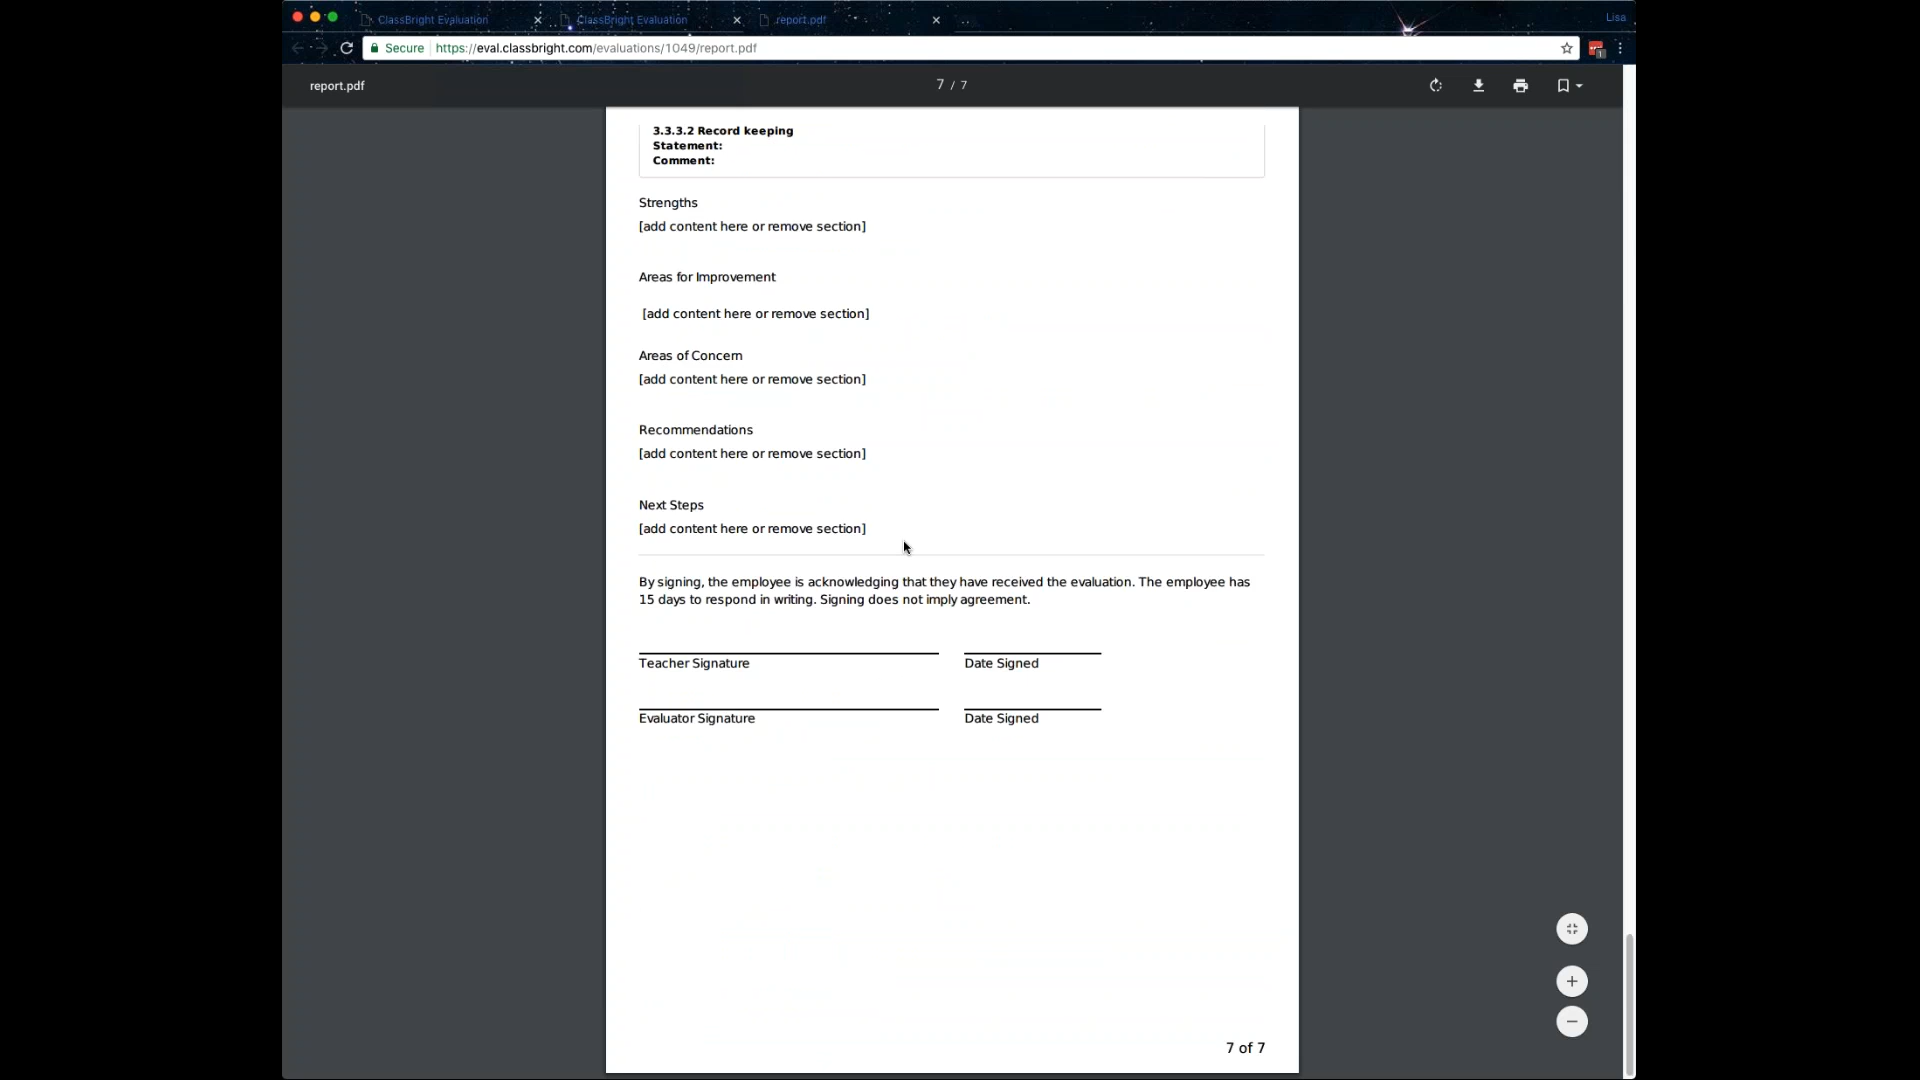 ClassBright Evaluation
ClassBright Evaluation
report.pdf
Lisa
Secure https://eval.classbright.com/evaluations/1049/report.pdf
1
report.pdf
7 / 7
3.3.3.2 Record keeping
Statement:
Comment:
Strengths
[add content here or remove section]
Areas for Improvement
[add content here or remove section]
Areas of Concern
[add content here or remove section]
Recommendations
[add content here or remove section]
Next Steps
[add content here or remove section]
By signing, the employee is acknowledging that they have received the evaluation. The employee has
15 days to respond in writing. Signing does not imply agreement.
Teacher Signature Date Signed
Evaluator Signature Date Signed
7 of 7